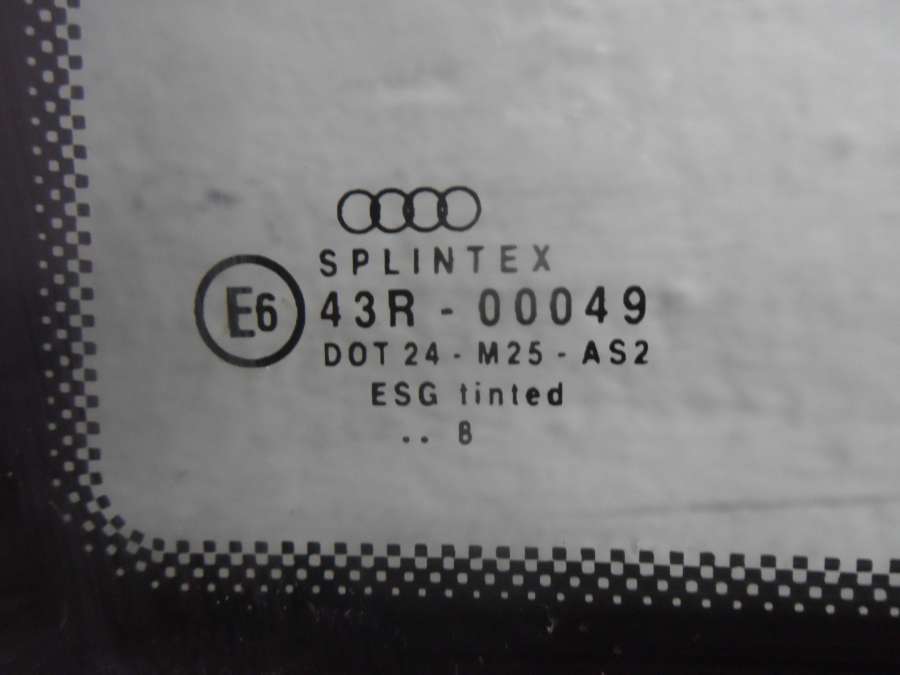 SPLINTEX
E6
43R - 00049
DOT 24 - M25 - AS2
ESG tinted
.. 8